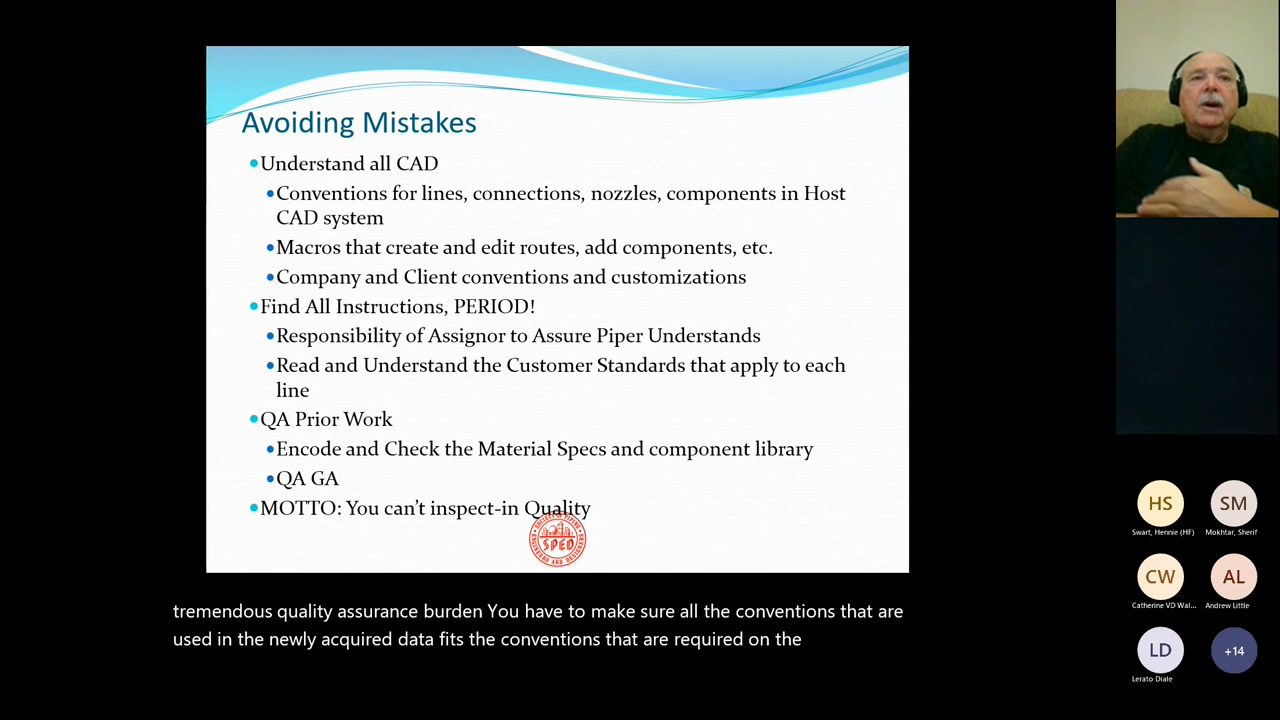 Avoiding Mistakes
Understand all CAD
Conventions for lines, connections, nozzles, components in Host
CAD system
Macros that create and edit routes, add components, etc.
Company and Client conventions and customizations
Find All Instructions, PERIOD!
Responsibility of Assignor to Assure Piper Understands
Read and Understand the Customer Standards that apply to each
line
QA Prior Work
Encode and Check the Material Specs and component library
QA GA
MOTTO: You can't inspect-in Quality
SOCIETY OF PIPING
SPED
ENGINEERS AND DESIGNERS
tremendous quality assurance burden You have to make sure all the conventions that are
used in the newly acquired data fits the conventions that are required on the
HS
SM
Swart, Hennie (HF)
Mokhtar, Sherif
CW
AL
Catherine VD Wal...
Andrew Little
LD
+14
Lerato Diale